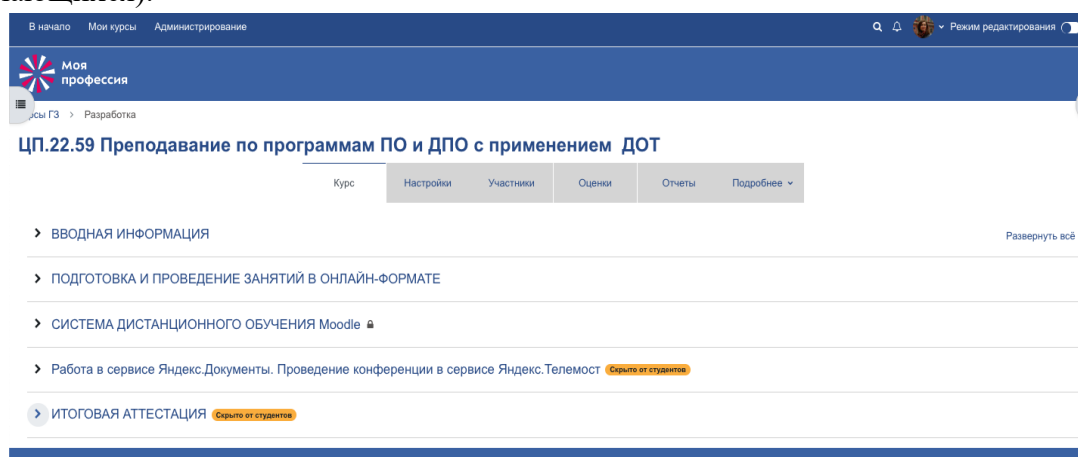 В начало Мои курсы Администрирование Режим редактирования
Моя
профессия
Разработка
ЦП.22.59 Преподавание по программам ПО и ДПО с применением ДОТ
Курс Настройки Участники Оценки Отчеты Подробнее
ВВОДНАЯ ИНФОРМАЦИЯ Развернуть всё
ПОДГОТОВКА И ПРОВЕДЕНИЕ ЗАНЯТИЙ В ОНЛАЙН-ФОРМАТЕ
СИСТЕМА ДИСТАНЦИОННОГО ОБУЧЕНИЯ Moodle
Работа в сервисе Яндекс.Документы. Проведение конференции в сервисе Яндекс.Телемост Скрыто от студентов
ИТОГОВАЯ АТТЕСТАЦИЯ Скрыто от студентов